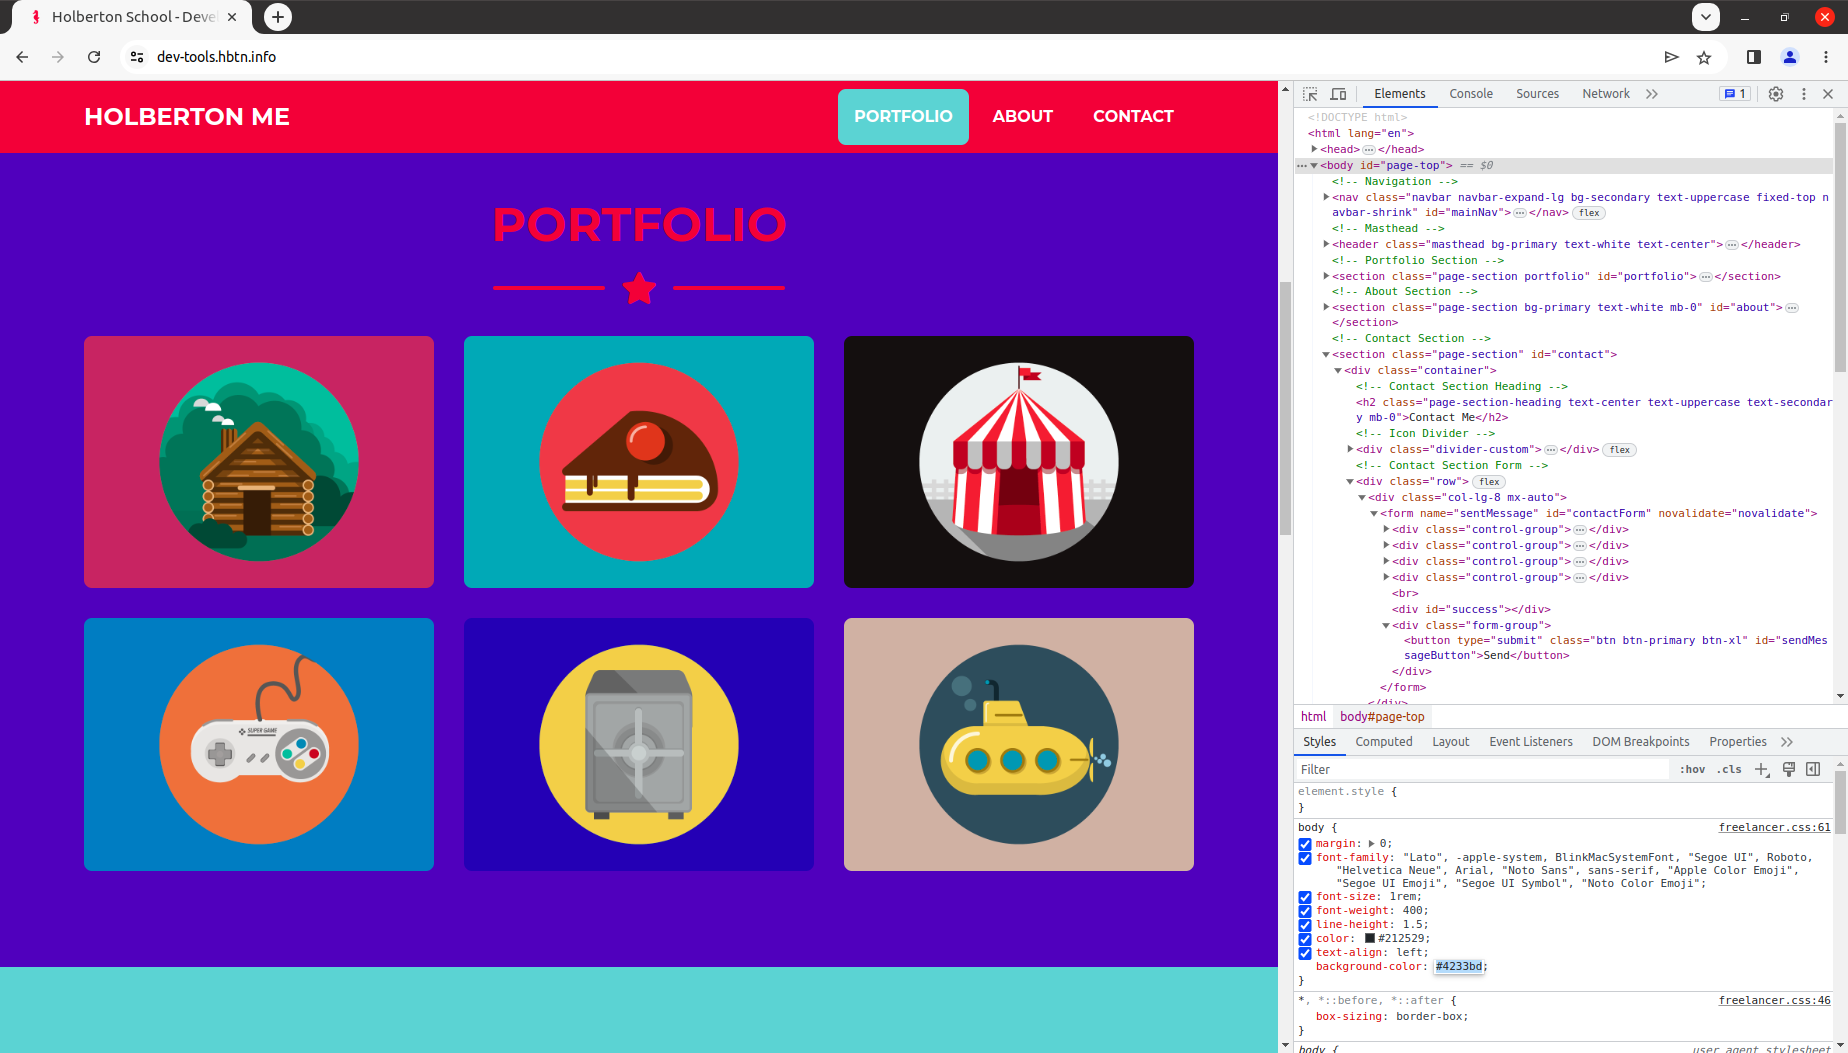 Holberton School - Deve
dev-tools.hbtn.info
HOLBERTON ME
PORTFOLIO
ABOUT
CONTACT
PORTFOLIO
SUPER GAME
Elements
Console
Sources
Network
1
<!DOCTYPE html>
<html lang="en">
<head>…</head>
<body id="page-top"> == $0
<!-- Navigation -->
<nav class="navbar navbar-expand-lg bg-secondary text-uppercase fixed-top n
avbar-shrink" id="mainNav">…</nav> flex
<!-- Masthead -->
<header class="masthead bg-primary text-white text-center">…</header>
<!-- Portfolio Section -->
<section class="page-section portfolio" id="portfolio">…</section>
<!-- About Section -->
<section class="page-section bg-primary text-white mb-0" id="about">…
</section>
<!-- Contact Section -->
<section class="page-section" id="contact">
<div class="container">
<!-- Contact Section Heading -->
<h2 class="page-section-heading text-center text-uppercase text-secondar
y mb-0">Contact Me</h2>
<!-- Icon Divider -->
<div class="divider-custom">…</div> flex
<!-- Contact Section Form -->
<div class="row"> flex
<div class="col-lg-8 mx-auto">
<form name="sentMessage" id="contactForm" novalidate="novalidate">
<div class="control-group">…</div>
<div class="control-group">…</div>
<div class="control-group">…</div>
<div class="control-group">…</div>
<br>
<div id="success"></div>
<div class="form-group">
<button type="submit" class="btn btn-primary btn-xl" id="sendMes
sageButton">Send</button>
</div>
</form>
</div>
html body#page-top
Styles
Computed
Layout
Event Listeners
DOM Breakpoints
Properties
Filter
:hov .cls
element.style {
}
body { freelancer.css:61
margin: 0;
font-family: "Lato", -apple-system, BlinkMacSystemFont, "Segoe UI", Roboto,
"Helvetica Neue", Arial, "Noto Sans", sans-serif, "Apple Color Emoji",
"Segoe UI Emoji", "Segoe UI Symbol", "Noto Color Emoji";
font-size: 1rem;
font-weight: 400;
line-height: 1.5;
color: #212529;
text-align: left;
background-color: #4233bd;
}
*, *::before, *::after { freelancer.css:46
box-sizing: border-box;
}
body { user agent stylesheet